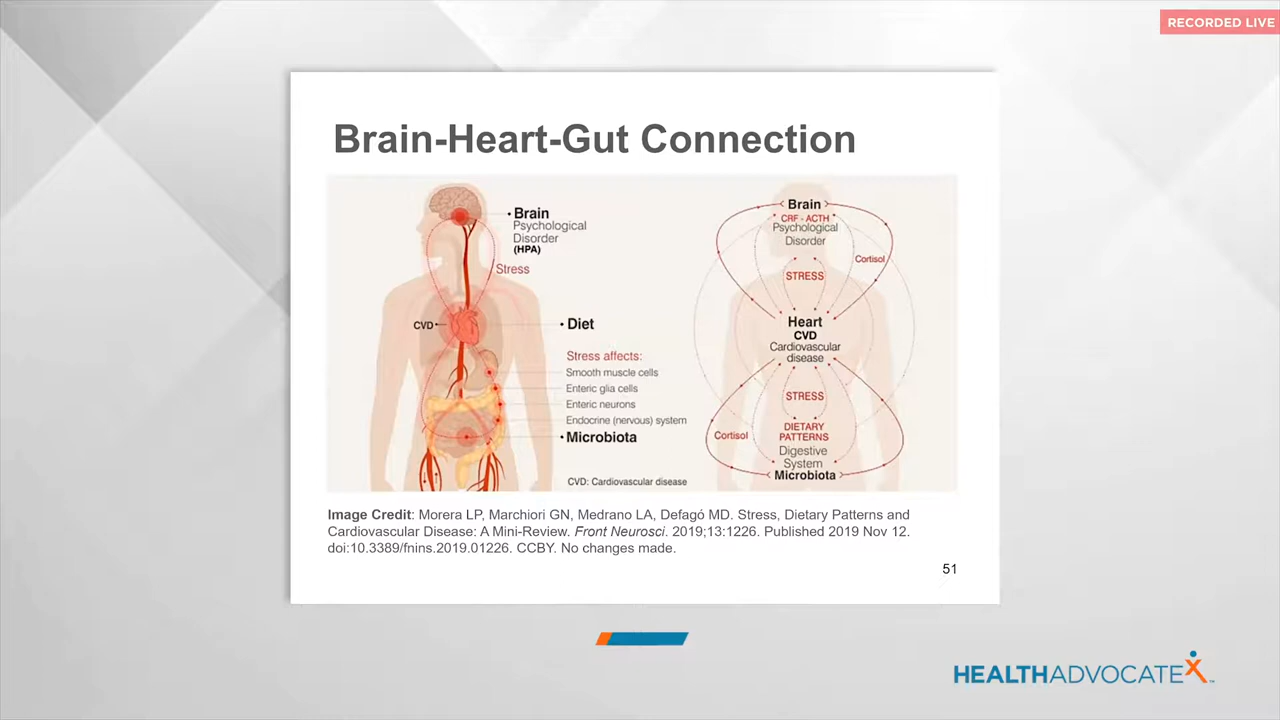 RECORDED LIVE
Brain-Heart-Gut Connection
• Brain
Psychological
Disorder
(HPA)
Stress
CVD
• Diet
Stress affects:
Smooth muscle cells
Enteric glia cells
Enteric neurons
Endocrine (nervous) system
• Microbiota
CVD: Cardiovascular disease
Brain
CRF - ACTH
Psychological
Disorder
Cortisol
STRESS
Heart
CVD
Cardiovascular
disease
STRESS
Cortisol
DIETARY
PATTERNS
Digestive
System
Microbiota
Image Credit: Morera LP, Marchiori GN, Medrano LA, Defagó MD. Stress, Dietary Patterns and
Cardiovascular Disease: A Mini-Review. Front Neurosci. 2019;13:1226. Published 2019 Nov 12.
doi:10.3389/fnins.2019.01226. CCBY. No changes made.
51
HEALTHADVOCATEX™